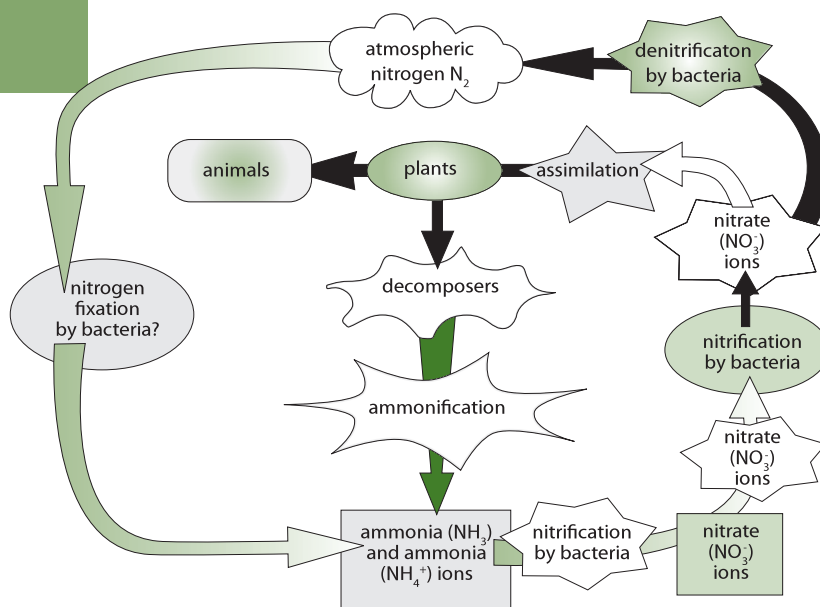 atmospheric
nitrogen N₂
denitrificaton
by bacteria
animals
plants
assimilation
nitrate
(NO₃⁻)
ions
nitrogen
fixation
by bacteria?
decomposers
nitrification
by bacteria
ammonification
nitrate
(NO₃⁻)
ions
ammonia (NH₃)
and ammonia
(NH₄⁺) ions
nitrification
by bacteria
nitrate
(NO₃⁻)
ions